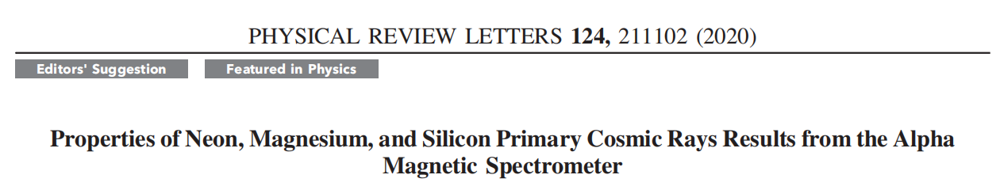 PHYSICAL REVIEW LETTERS 124, 211102 (2020)
Editors' Suggestion
Featured in Physics
Properties of Neon, Magnesium, and Silicon Primary Cosmic Rays Results from the Alpha
Magnetic Spectrometer